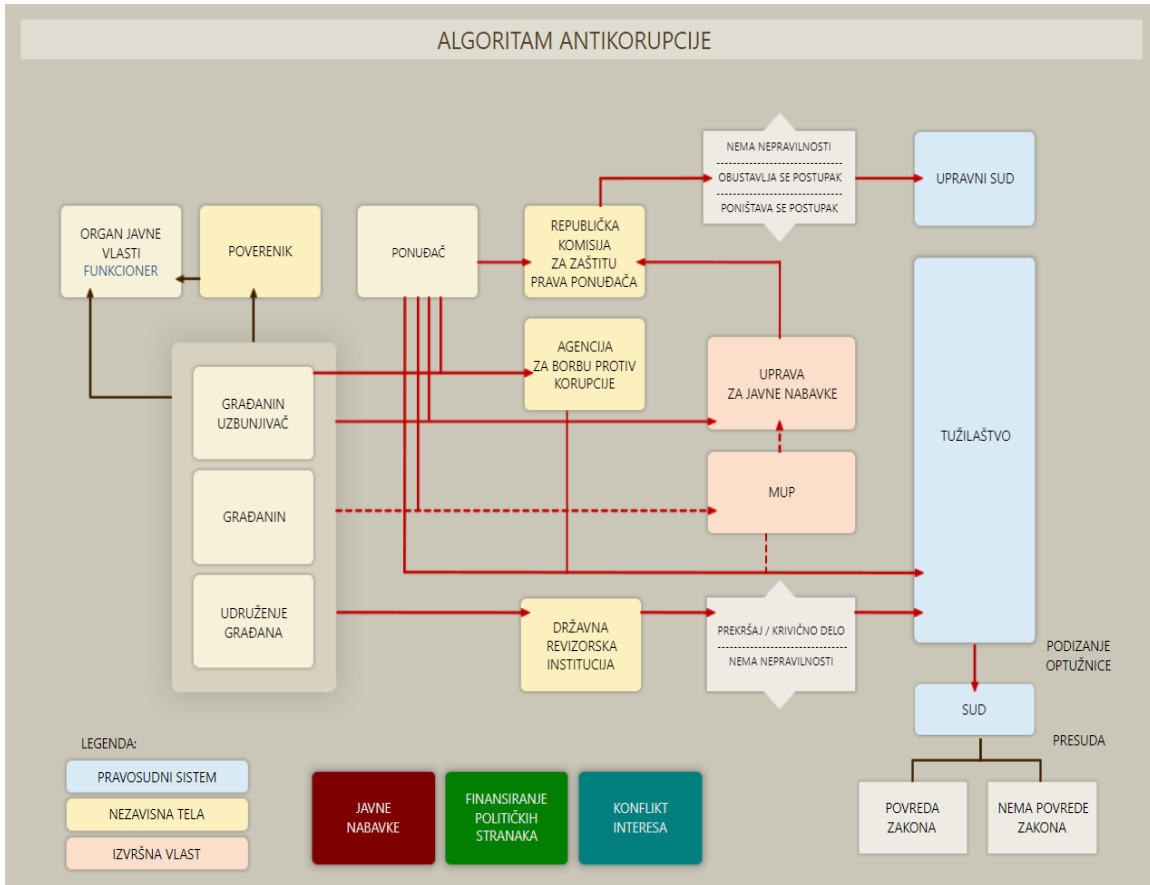 ALGORITAM ANTIKORUPCIJE
NEMA NEPRAVILNOSTI
OBUSTAVLJA SE POSTUPAK
PONIŠTAVA SE POSTUPAK
UPRAVNI SUD
ORGAN JAVNE
VLASTI
FUNKCIONER
POVERENIK
PONUĐAČ
REPUBLIČKA
KOMISIJA
ZA ZAŠTITU
PRAVA PONUĐAČA
AGENCIJA
ZA BORBU PROTIV
KORUPCIJE
UPRAVA
ZA JAVNE NABAVKE
TUŽILAŠTVO
GRAĐANIN
UZBUNJIVAČ
MUP
GRAĐANIN
UDRUŽENJE
GRAĐANA
DRŽAVNA
REVIZORSKA
INSTITUCIJA
PREKRŠAJ / KRIVIČNO DELO
NEMA NEPRAVILNOSTI
PODIZANJE
OPTUŽNICE
SUD
PRESUDA
POVREDA
ZAKONA
NEMA POVREDE
ZAKONA
LEGENDA:
PRAVOSUDNI SISTEM
NEZAVISNA TELA
IZVRŠNA VLAST
JAVNE
NABAVKE
FINANSIRANJE
POLITIČKIH
STRANAKA
KONFLIKT
INTERESA